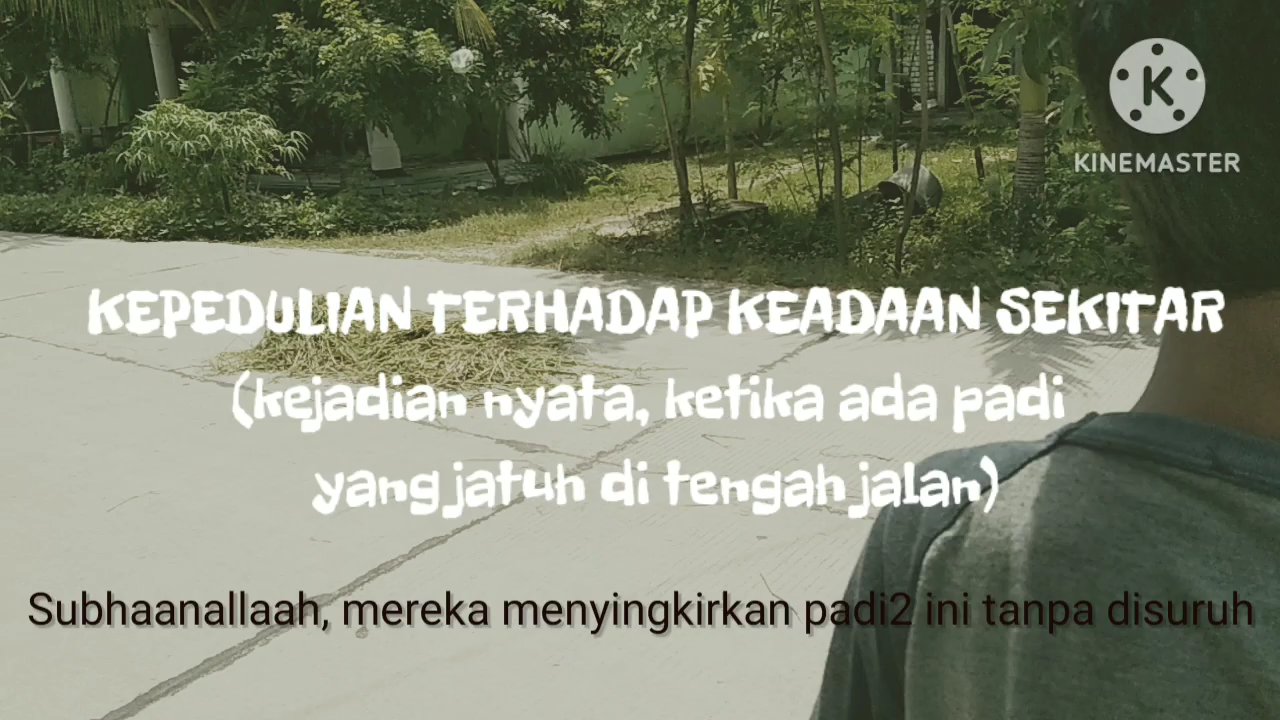 K
KINEMASTER
KEPEDULIAN TERHADAP KEADAAN SEKITAR
(kejadian nyata, ketika ada padi
yang jatuh di tengah jalan)
Subhaanallaah, mereka menyingkirkan padi2 ini tanpa disuruh